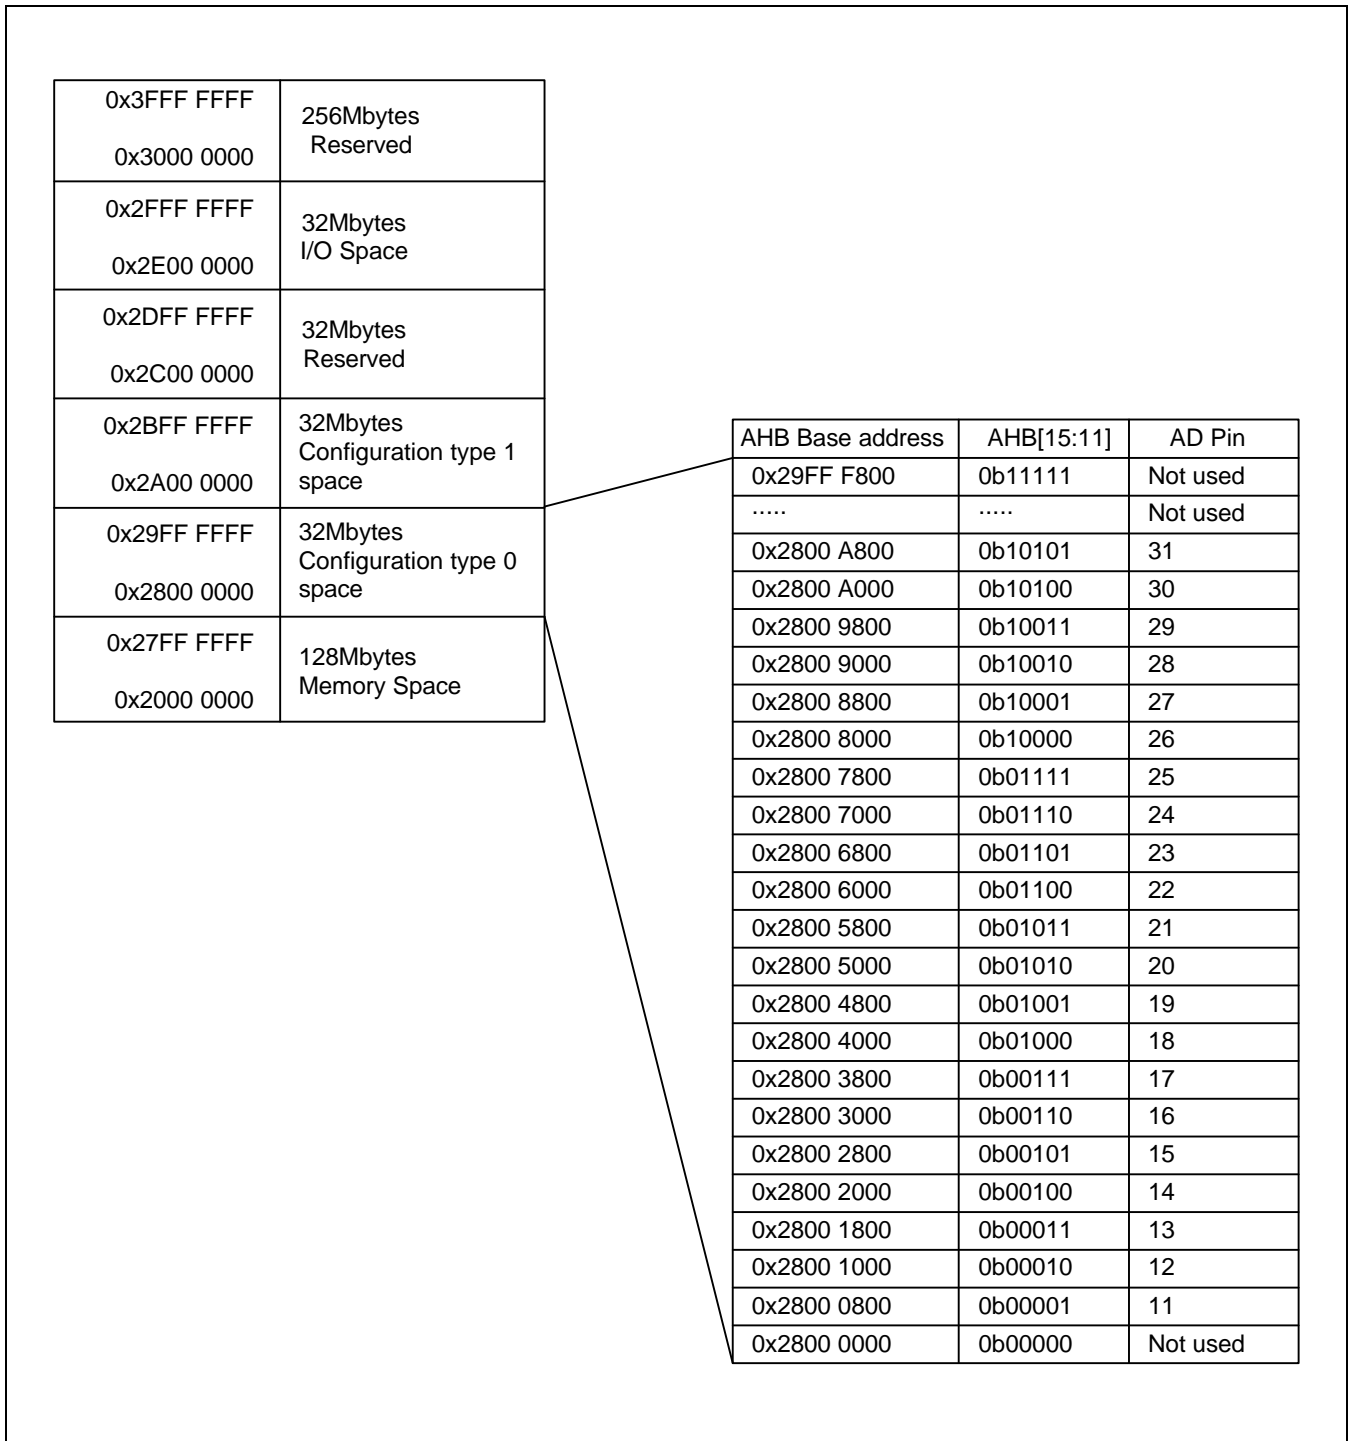 0x3FFF FFFF
256Mbytes
Reserved
0x3000 0000
0x2FFF FFFF
32Mbytes
I/O Space
0x2E00 0000
0x2DFF FFFF
32Mbytes
Reserved
0x2C00 0000
0x2BFF FFFF
32Mbytes
Configuration type 1
space
0x2A00 0000
0x29FF FFFF
32Mbytes
Configuration type 0
space
0x2800 0000
0x27FF FFFF
128Mbytes
Memory Space
0x2000 0000
AHB Base address AHB[15:11] AD Pin
0x29FF F800 0b11111 Not used
..... ..... Not used
0x2800 A800 0b10101 31
0x2800 A000 0b10100 30
0x2800 9800 0b10011 29
0x2800 9000 0b10010 28
0x2800 8800 0b10001 27
0x2800 8000 0b10000 26
0x2800 7800 0b01111 25
0x2800 7000 0b01110 24
0x2800 6800 0b01101 23
0x2800 6000 0b01100 22
0x2800 5800 0b01011 21
0x2800 5000 0b01010 20
0x2800 4800 0b01001 19
0x2800 4000 0b01000 18
0x2800 3800 0b00111 17
0x2800 3000 0b00110 16
0x2800 2800 0b00101 15
0x2800 2000 0b00100 14
0x2800 1800 0b00011 13
0x2800 1000 0b00010 12
0x2800 0800 0b00001 11
0x2800 0000 0b00000 Not used